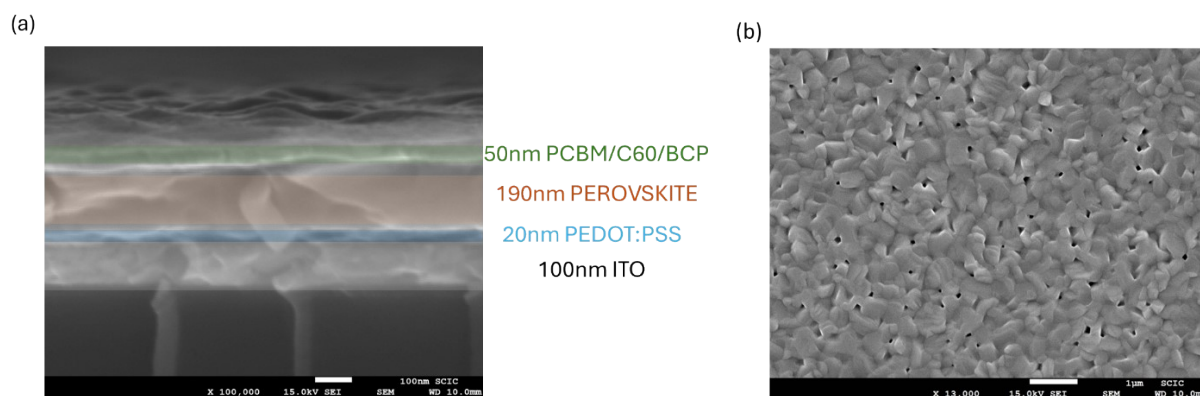 (a)
(b)
50nm PCBM/C60/BCP
190nm PEROVSKITE
20nm PEDOT:PSS
100nm ITO
100nm SCIC
X 100,000 15.0kV SEI SEM WD 10.0mm
1µm SCIC
X 13,000 15.0kV SEI SEM WD 10.0mm